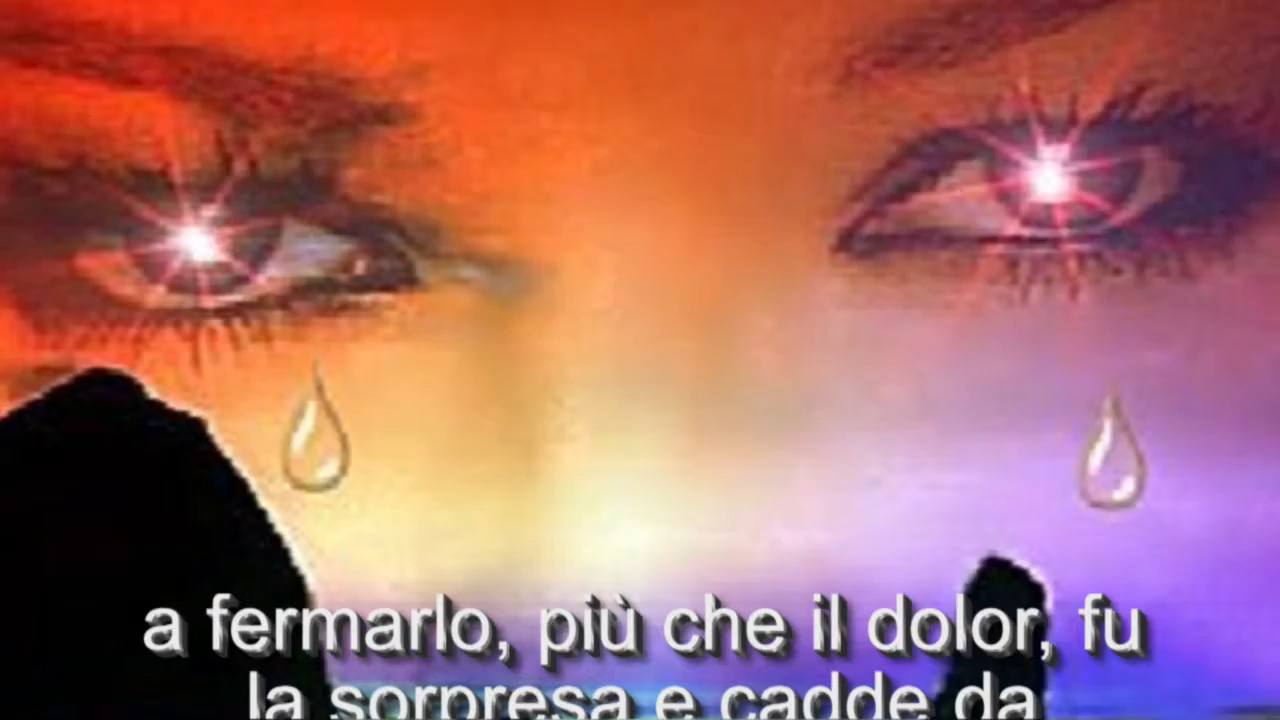 a fermarlo, più che il dolor, fu
la sorpresa e cadde da